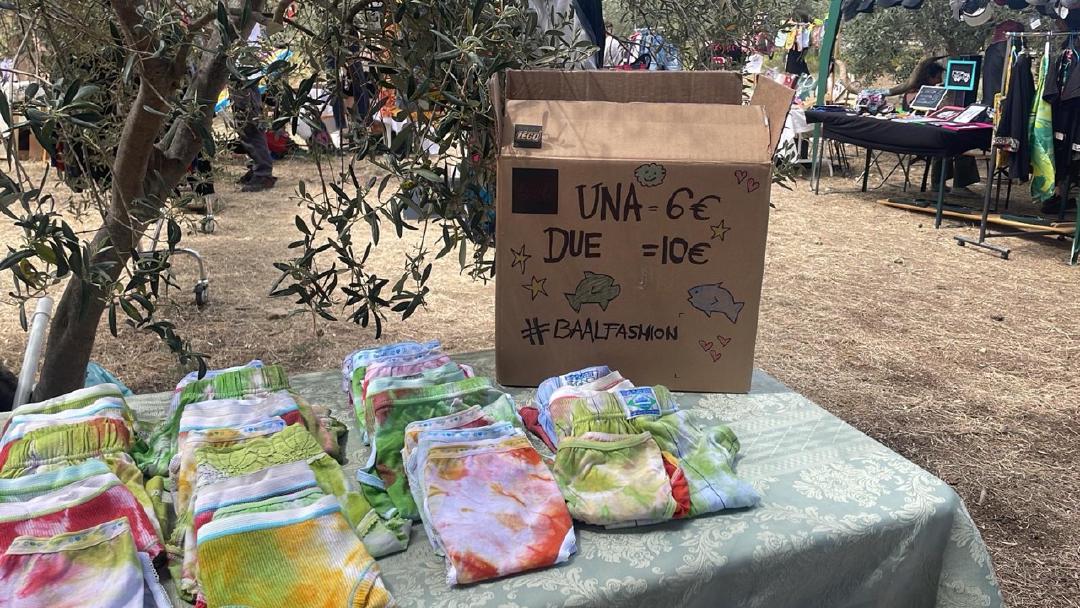 UNA = 6€
DUE = 10€
#BAALFASHION